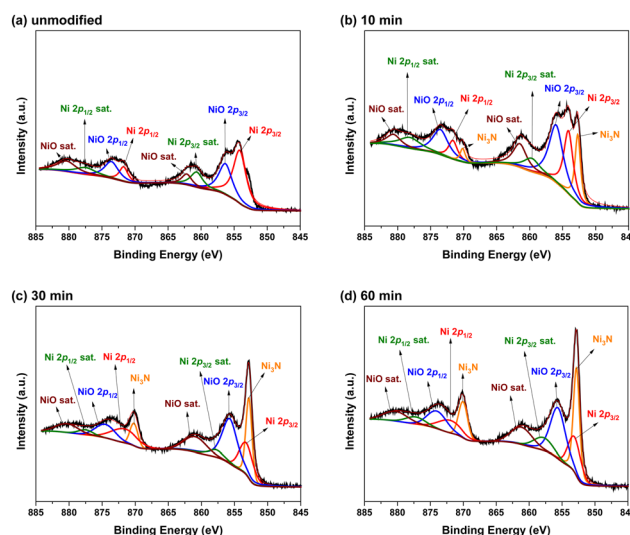 (a) unmodified
Intensity (a.u.)
Ni 2p1/2 sat.
NiO 2p1/2
Ni 2p1/2
NiO sat.
NiO sat.
Ni 2p3/2 sat.
NiO 2p3/2
Ni 2p3/2
885 880 875 870 865 860 855 850 845
Binding Energy (eV)
(b) 10 min
Intensity (a.u.)
Ni 2p1/2 sat.
NiO 2p1/2
Ni 2p1/2
NiO sat.
Ni3N
Ni 2p3/2 sat.
NiO sat.
NiO 2p3/2
Ni 2p3/2
Ni3N
885 880 875 870 865 860 855 850 84
Binding Energy (eV)
(c) 30 min
Intensity (a.u.)
Ni 2p1/2 sat.
Ni 2p1/2
NiO sat.
NiO 2p1/2
Ni3N
Ni 2p3/2 sat.
NiO sat.
NiO 2p3/2
Ni3N
Ni 2p3/2
885 880 875 870 865 860 855 850 845
Binding Energy (eV)
(d) 60 min
Intensity (a.u.)
Ni 2p1/2 sat.
Ni 2p1/2
NiO 2p1/2
NiO sat.
Ni3N
Ni 2p3/2 sat.
NiO 2p3/2
NiO sat.
Ni3N
Ni 2p3/2
885 880 875 870 865 860 855 850 84
Binding Energy (eV)